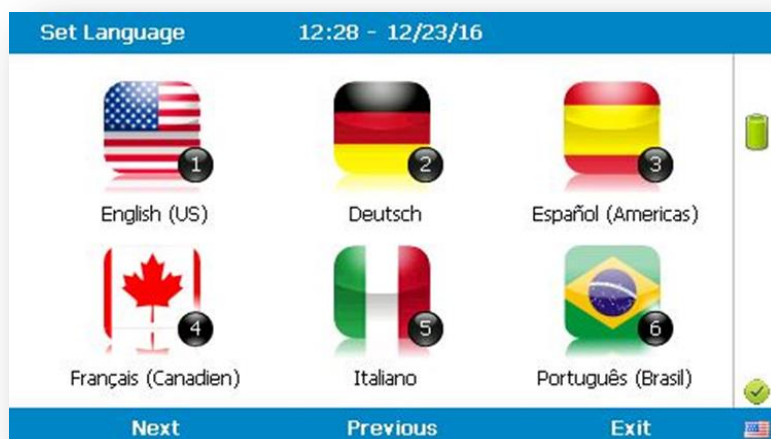 Set Language 12:28 - 12/23/16
1 2 3
English (US) Deutsch Español (Americas)
4 5 6
Français (Canadien) Italiano Português (Brasil)
Next Previous Exit